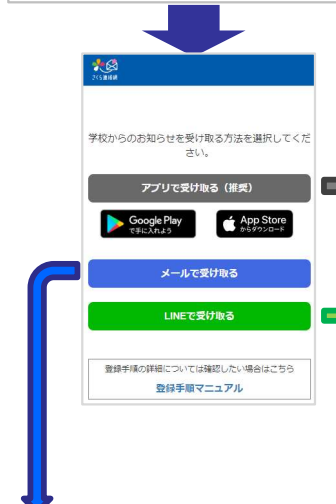 さくら連絡網
学校からのお知らせを受け取る方法を選択してくだ
さい。
アプリで受け取る（推奨）
Google Play
で手に入れよう
App Store
からダウンロード
メールで受け取る
LINEで受け取る
登録手順の詳細については確認したい場合はこちら
登録手順マニュアル